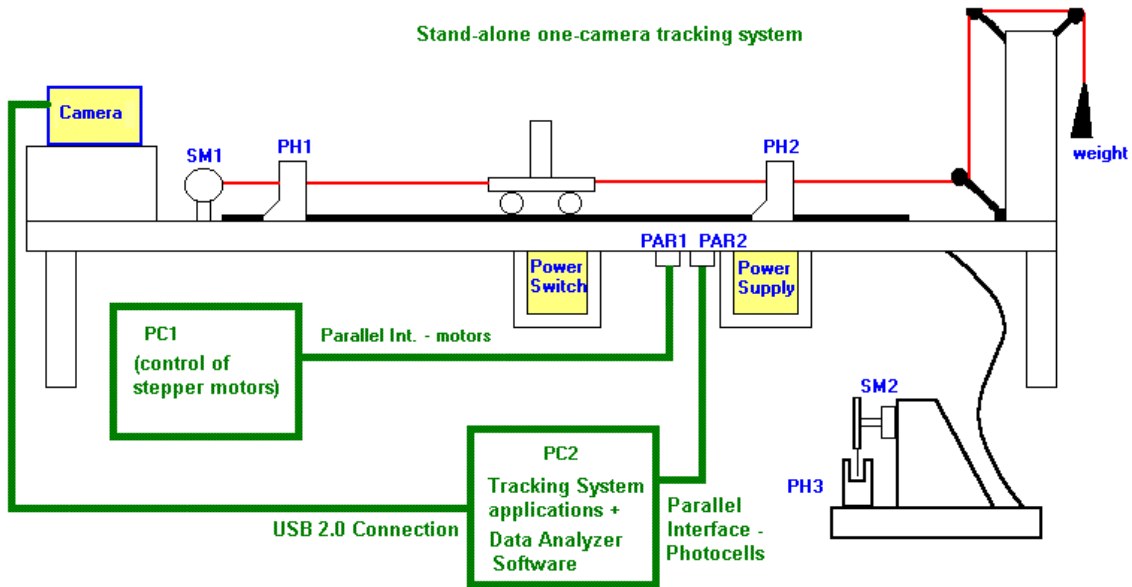 Stand-alone one-camera tracking system
Camera
SM1
PH1
PH2
weight
PAR1
PAR2
Power
Switch
Power
Supply
PC1
(control of
stepper motors)
Parallel Int. - motors
SM2
PH3
PC2
Tracking System
applications +
Data Analyzer
Software
USB 2.0 Connection
Parallel
Interface -
Photocells